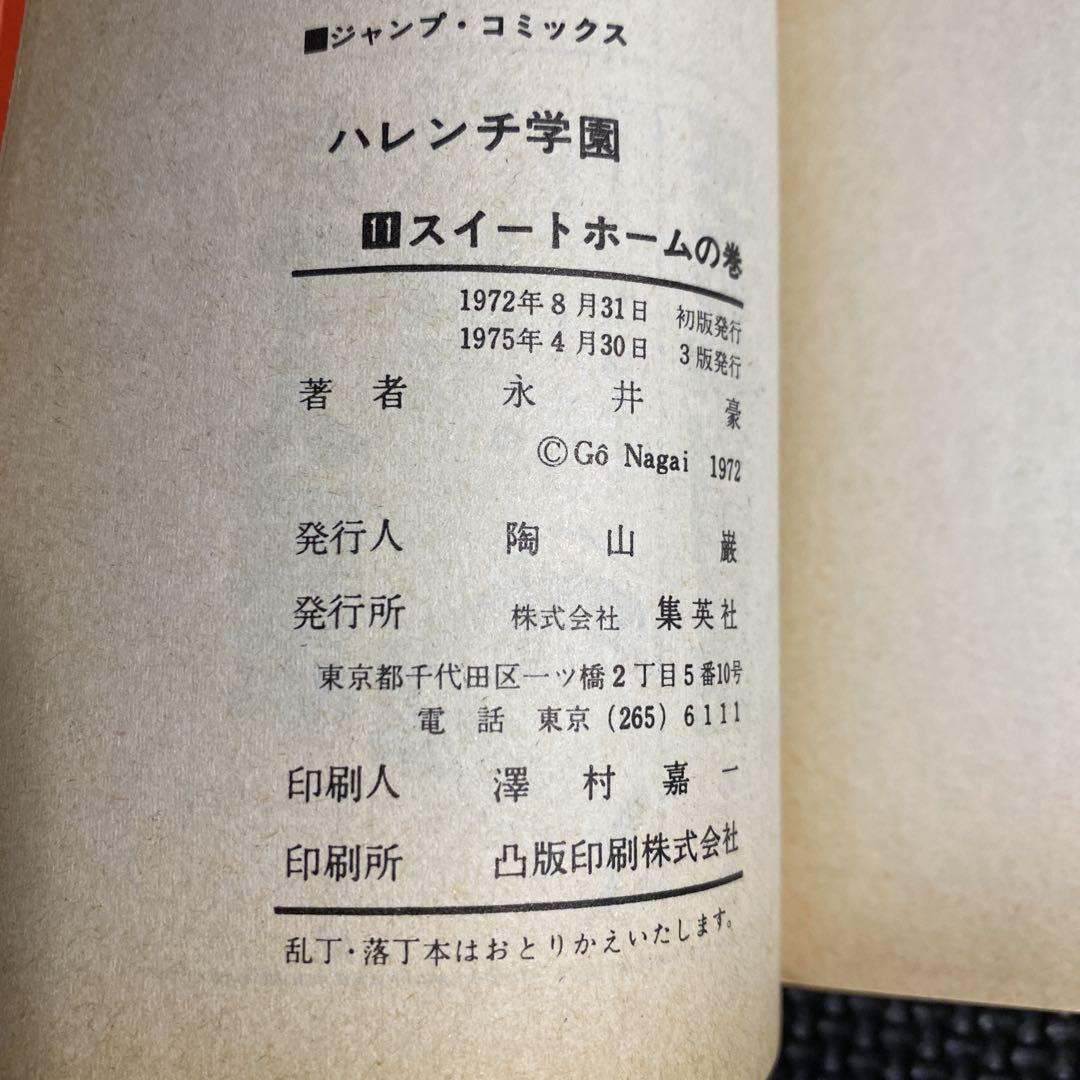 ■ジャンプ・コミックス
ハレンチ学園
11スイートホームの巻
1972年8月31日 初版発行
1975年4月30日 3版発行
著者 永井豪
©Gô Nagai 1972
発行人 陶山巌
発行所 株式会社 集英社
東京都千代田区一ツ橋2丁目5番10号
電話 東京(265)6111
印刷人 澤村嘉一
印刷所 凸版印刷株式会社
乱丁・落丁本はおとりかえいたします。